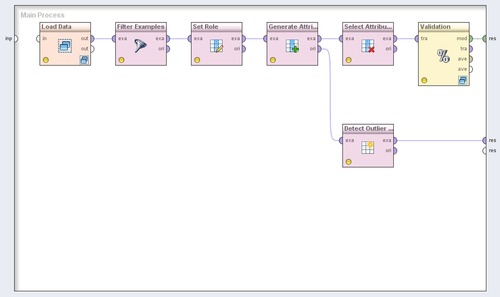 Main Process
Load Data
Filter Examples
Set Role
Generate Attri...
Select Attribu...
Validation
inp
in
out
out
exa
exa
ori
exa
exa
ori
exa
exa
ori
exa
exa
ori
tra
mod
tra
ave
ave
res
Detect Outlier ...
exa
exa
ori
res
res